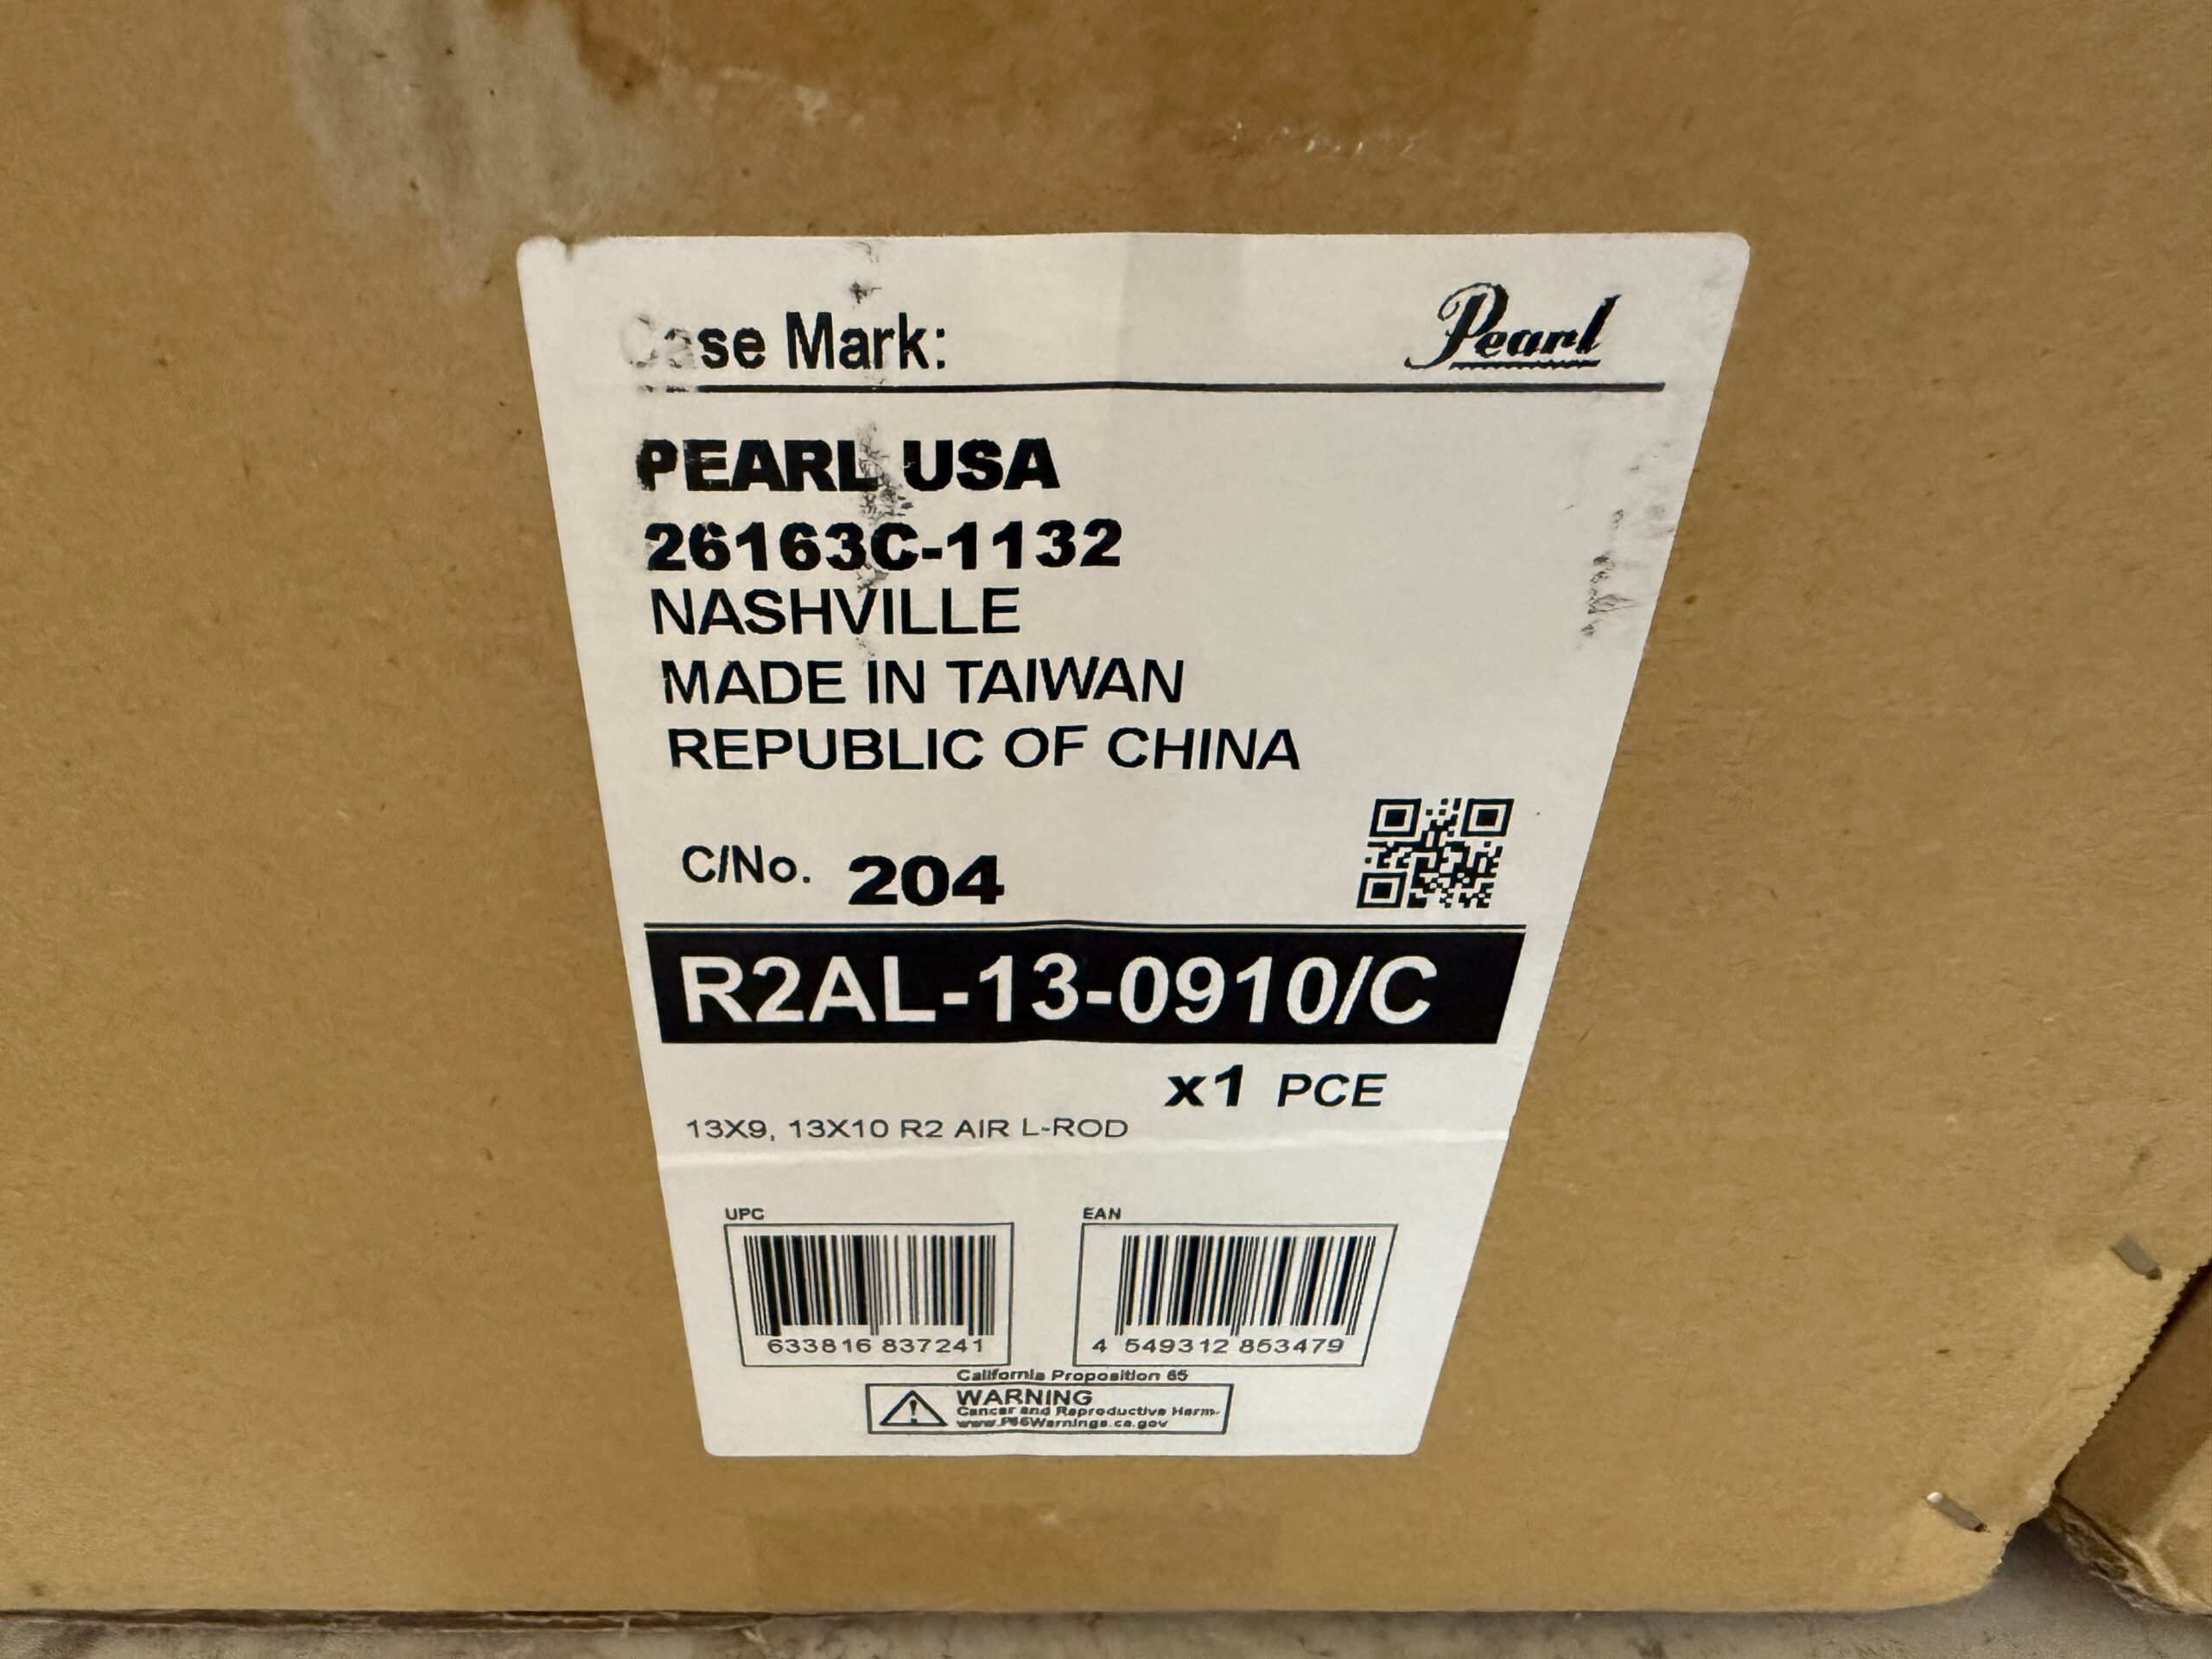 Case Mark:
Pearl
PEARL USA
26163C-1132
NASHVILLE
MADE IN TAIWAN
REPUBLIC OF CHINA
C/No. 204
R2AL-13-0910/C
x1 PCE
13X9, 13X10 R2 AIR L-ROD
UPC
633816 837241
EAN
4 549312 853479
California Proposition 65
WARNING
Cancer and Reproductive Harm-
www.P65Warnings.ca.gov